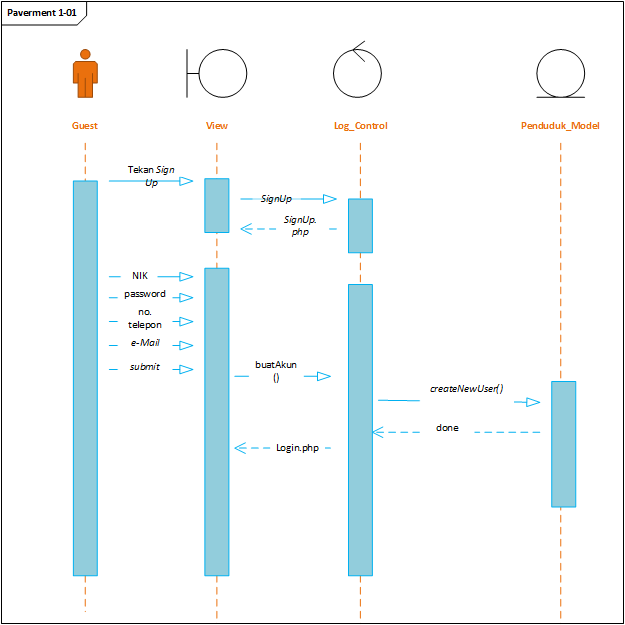 Paverment 1-01
Guest
View
Log_Control
Penduduk_Model
Tekan Sign
Up
SignUp
SignUp.
php
NIK
password
no.
telepon
e-Mail
submit
buatAkun
()
createNewUser()
done
Login.php